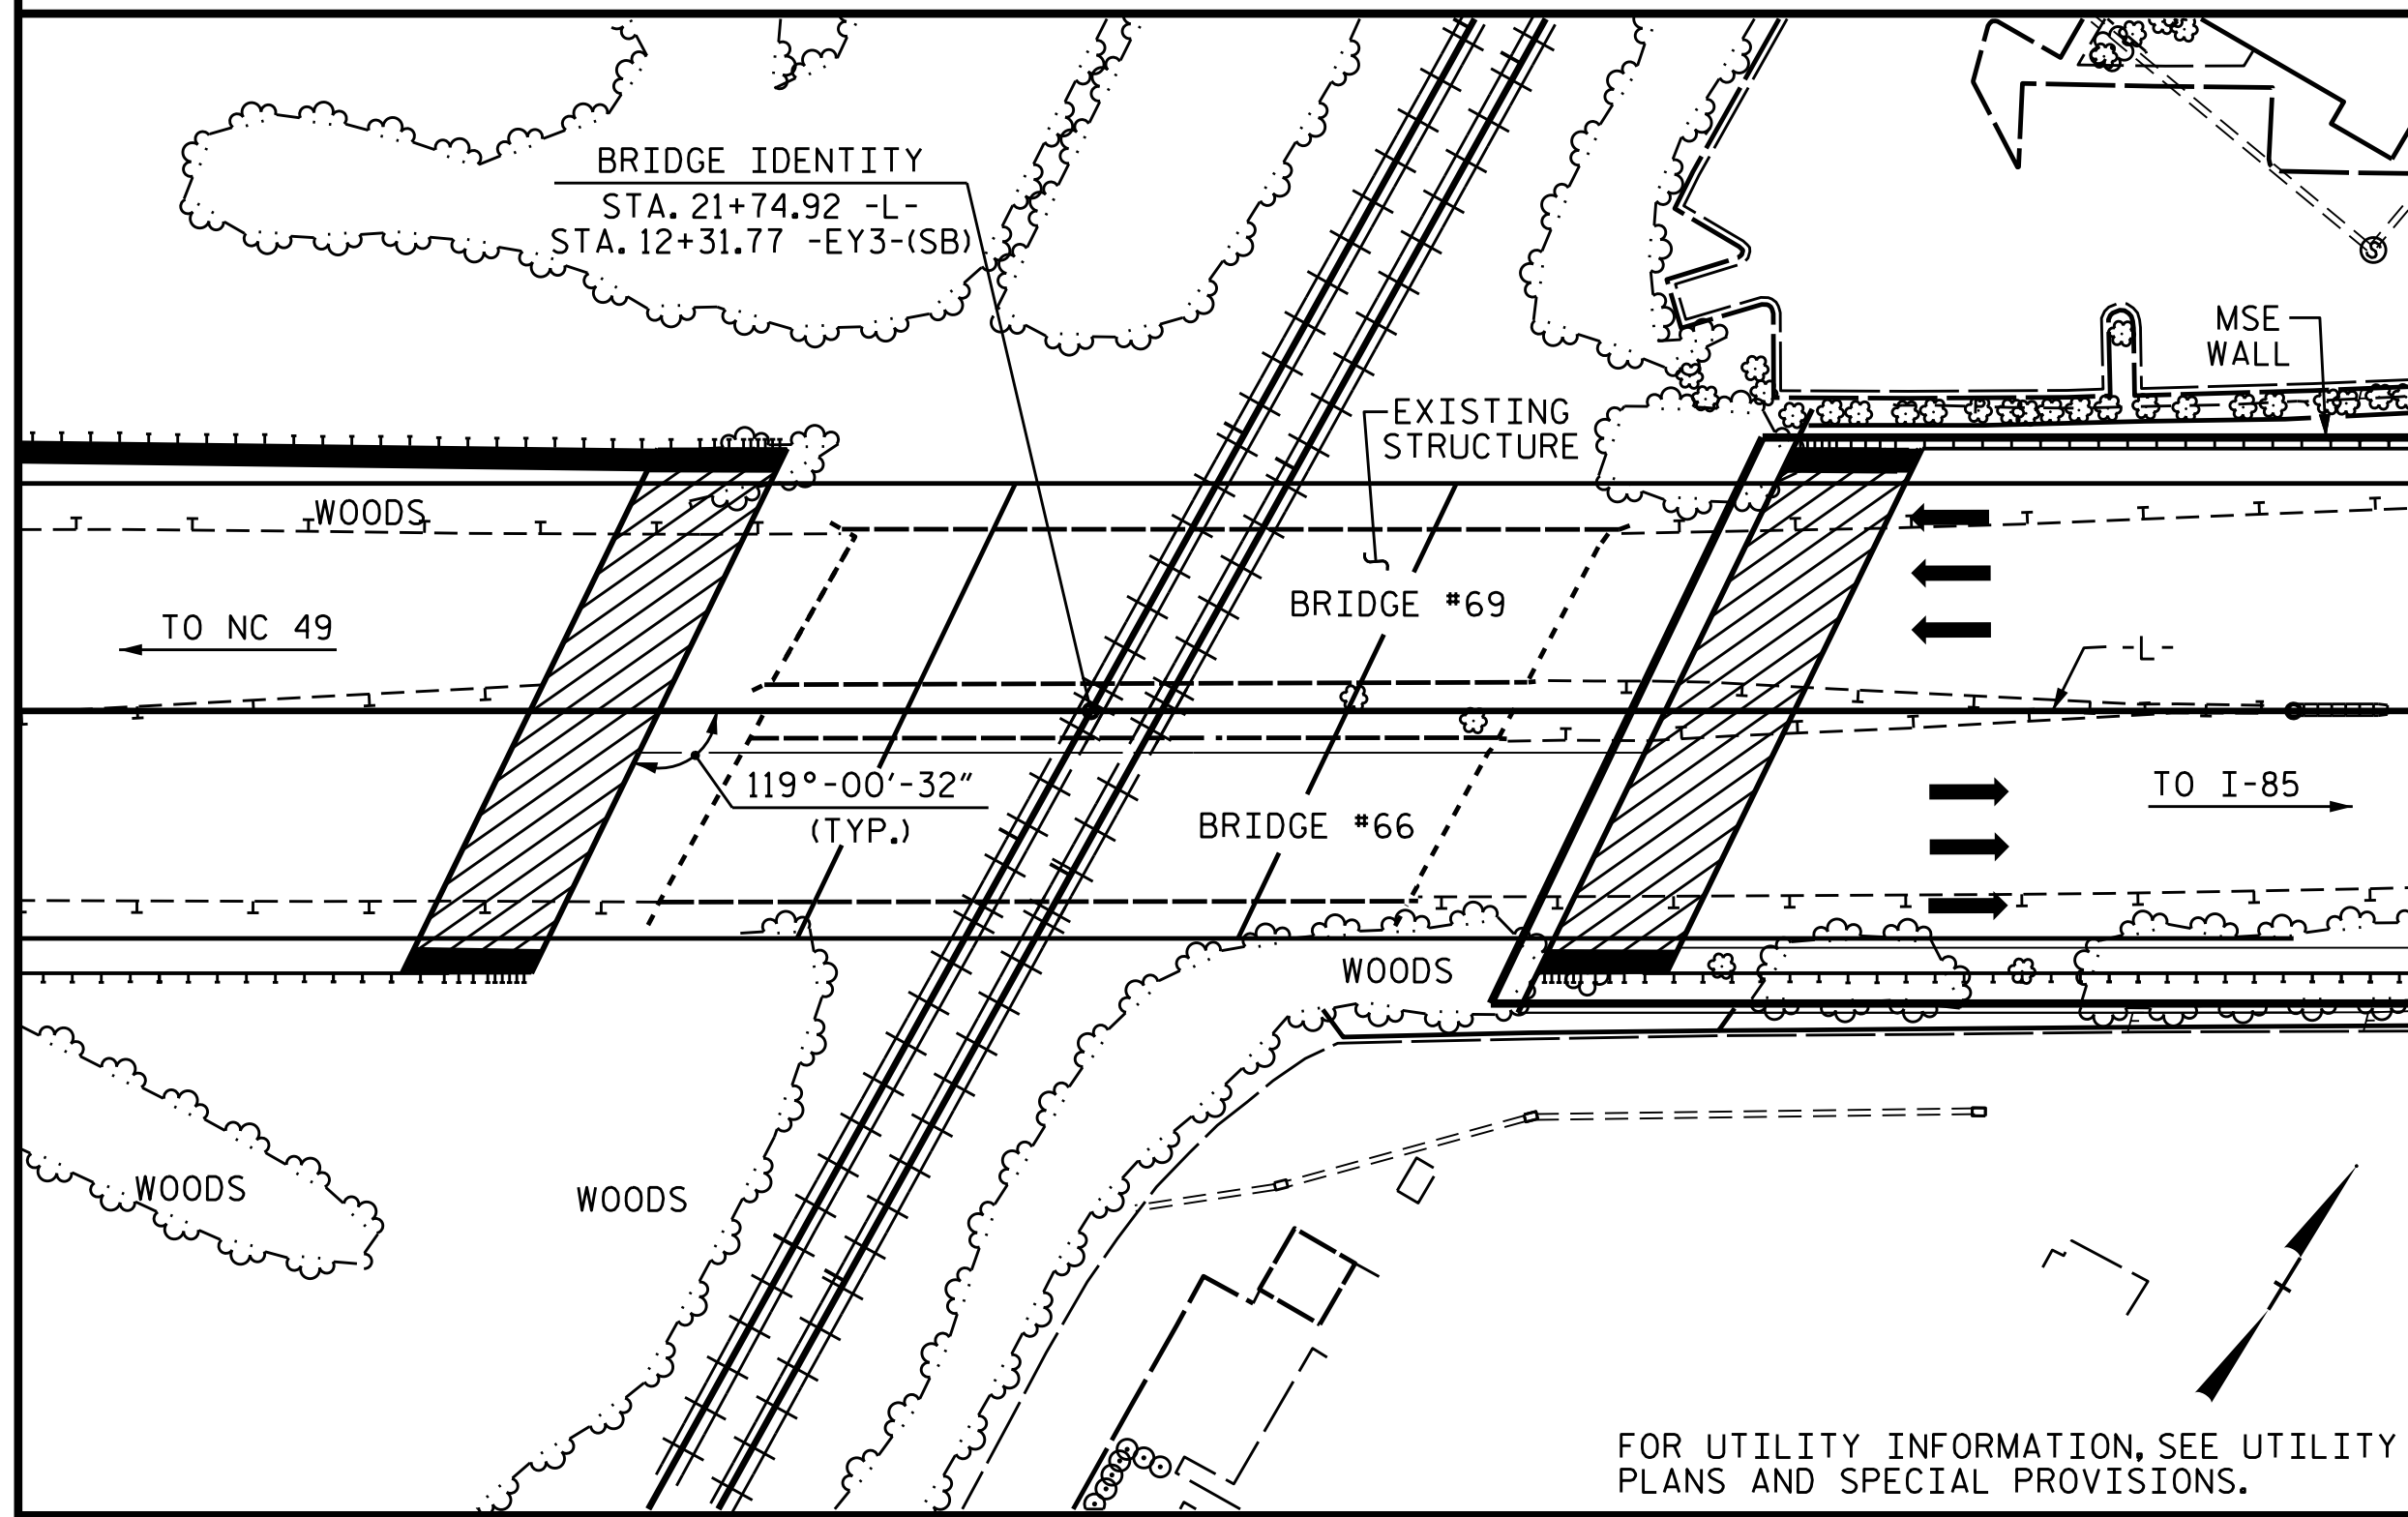 BRIDGE IDENTITY
STA. 21+74.92 -L-
STA. 12+31.77 -EY3-(SB)
MSE
WALL
EXISTING
STRUCTURE
WOODS
BRIDGE #69
TO NC 49
-L-
119°-00'-32"
(TYP.)
TO I-85
BRIDGE #66
WOODS
WOODS
WOODS
S
FOR UTILITY INFORMATION, SEE UTILITY
PLANS AND SPECIAL PROVISIONS.